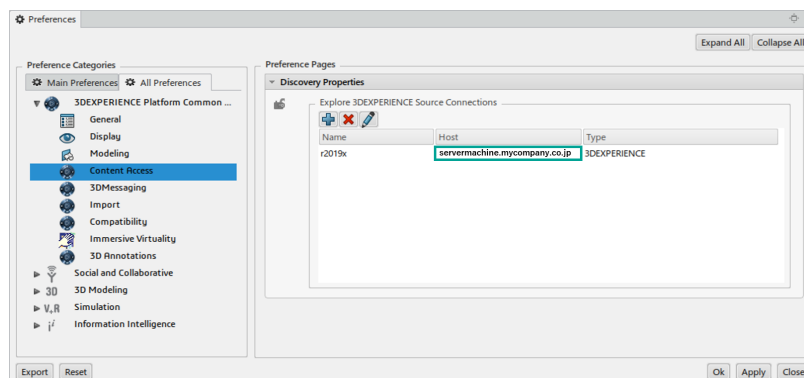 Preferences
Expand All Collapse All
Preference Categories
Main Preferences All Preferences
3DEXPERIENCE Platform Common ...
General
Display
Modeling
Content Access
3DMessaging
Import
Compatibility
Immersive Virtuality
3D Annotations
Social and Collaborative
3D 3D Modeling
V,R Simulation
Information Intelligence
Preference Pages
Discovery Properties
Explore 3DEXPERIENCE Source Connections
Name Host Type
r2019x servermachine.mycompany.co.jp 3DEXPERIENCE
Export Reset
Ok Apply Close